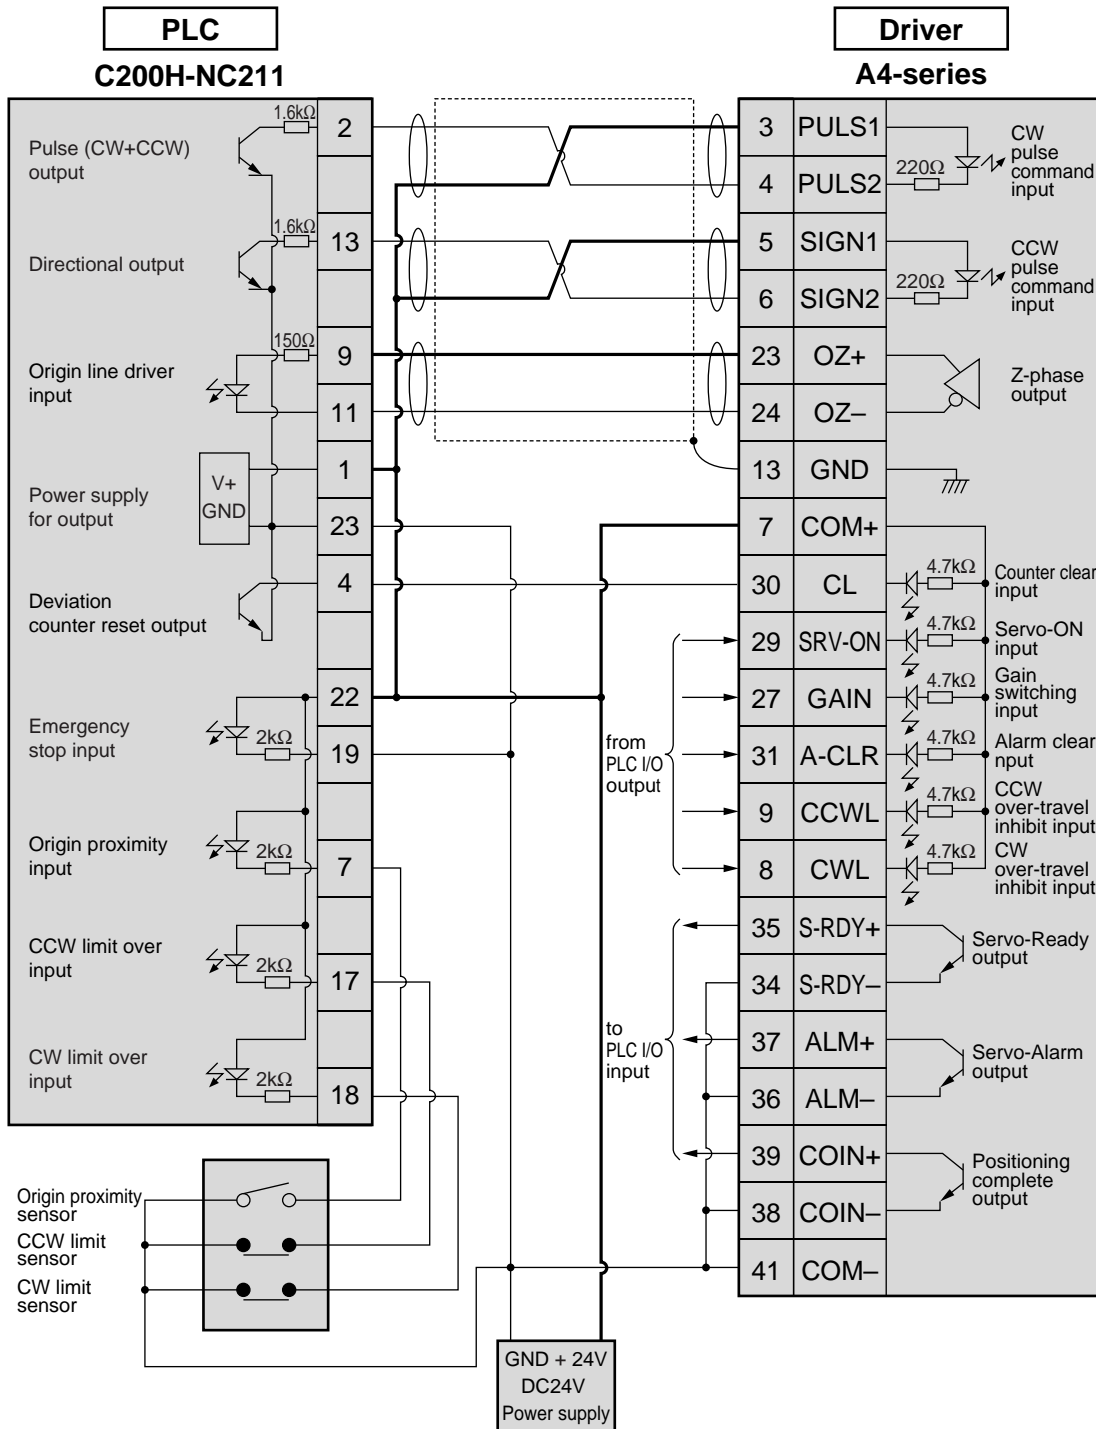 PLC
C200H-NC211
Driver
A4-series
Pulse (CW+CCW)
output
1.6kΩ
2
Directional output
1.6kΩ
13
Origin line driver
input
150Ω
9
11
Power supply
for output
V+
GND
1
23
Deviation
counter reset output
4
Emergency
stop input
22
2kΩ
19
Origin proximity
input
2kΩ
7
CCW limit over
input
2kΩ
17
CW limit over
input
2kΩ
18
Origin proximity
sensor
CCW limit
sensor
CW limit
sensor
GND + 24V
DC24V
Power supply
from
PLC I/O
output
to
PLC I/O
input
3 PULS1
4 PULS2
220Ω
CW
pulse
command
input
5 SIGN1
6 SIGN2
220Ω
CCW
pulse
command
input
23 OZ+
24 OZ–
Z-phase
output
13 GND
7 COM+
30 CL
4.7kΩ
Counter clear
input
29 SRV-ON
4.7kΩ
Servo-ON
input
27 GAIN
4.7kΩ
Gain
switching
input
31 A-CLR
4.7kΩ
Alarm clear
nput
9 CCWL
4.7kΩ
CCW
over-travel
inhibit input
8 CWL
4.7kΩ
CW
over-travel
inhibit input
35 S-RDY+
34 S-RDY–
Servo-Ready
output
37 ALM+
36 ALM–
Servo-Alarm
output
39 COIN+
38 COIN–
Positioning
complete
output
41 COM–